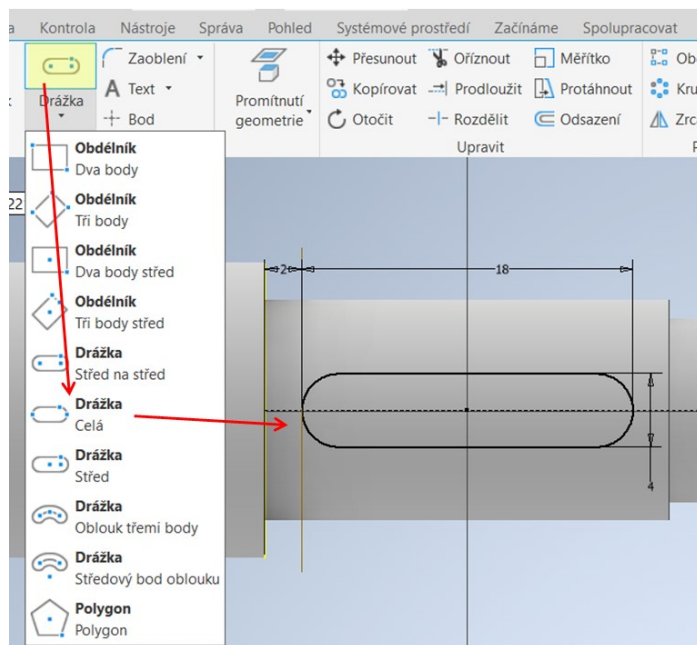 Kontrola Nástroje Správa Pohled Systémové prostředí Začínáme Spolupracovat
Zaoblení Přesunout Oříznout Měřítko
Drážka Text Promítnutí geometrie Kopírovat Prodloužit Protáhnout
Bod Otočit Rozdělit Odsazení
Upravit
Obdélník
Dva body
22
Obdélník
Tři body
Obdélník
Dva body střed
2 18
Obdélník
Tři body střed
Drážka
Střed na střed
Drážka
Celá
Drážka
Střed
4
Drážka
Oblouk třemi body
Drážka
Středový bod oblouku
Polygon
Polygon